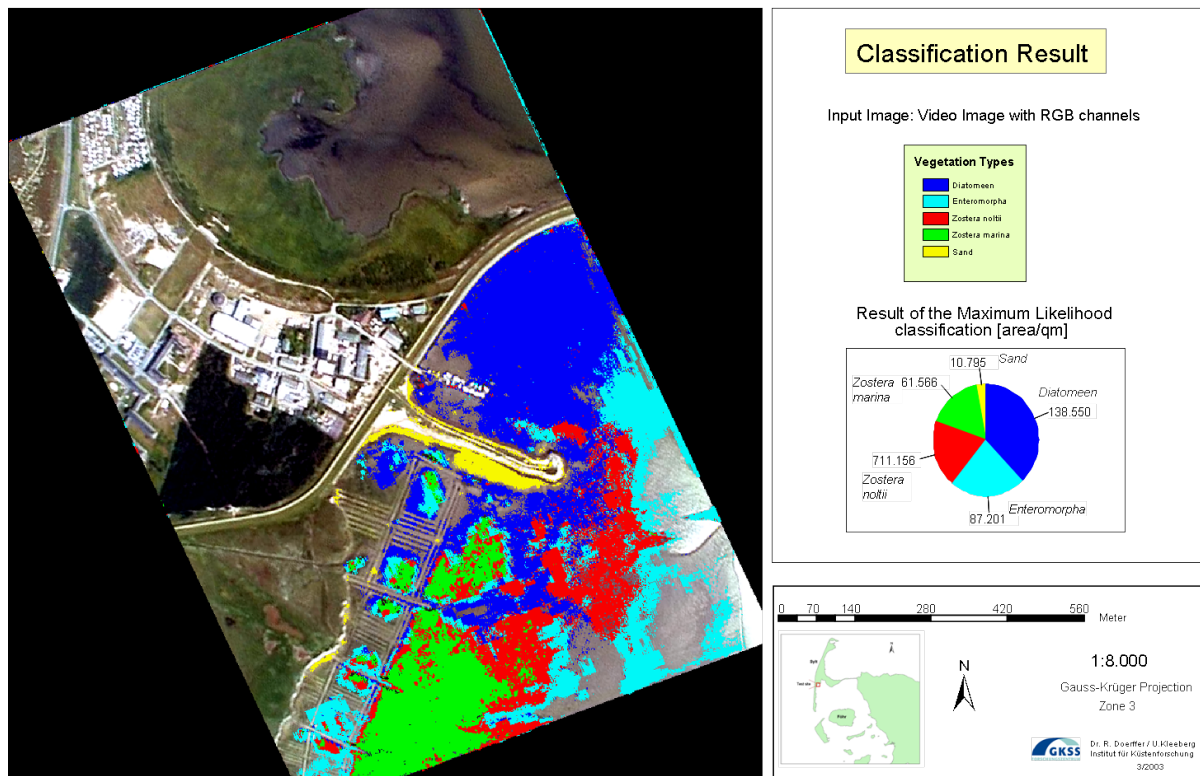 Classification Result
Input Image: Video Image with RGB channels
Vegetation Types
Diatomeen
Enteromorpha
Zostera noltii
Zostera marina
Sand
Result of the Maximum Likelihood
classification [area/qm]
10.795 Sand
Zostera marina 61.566
Diatomeen
138.550
711.156
Zostera noltii
Enteromorpha
87.201
0 70 140 280 420 560
Meter
N
1:8.000
Gauss-Krüger Projection
Zone 3
Sylt
Test site
Föhr
N
GKSS
Dr. R. Doerffer / U.Kleeberg
Institut für Küstenforschung
3/2003